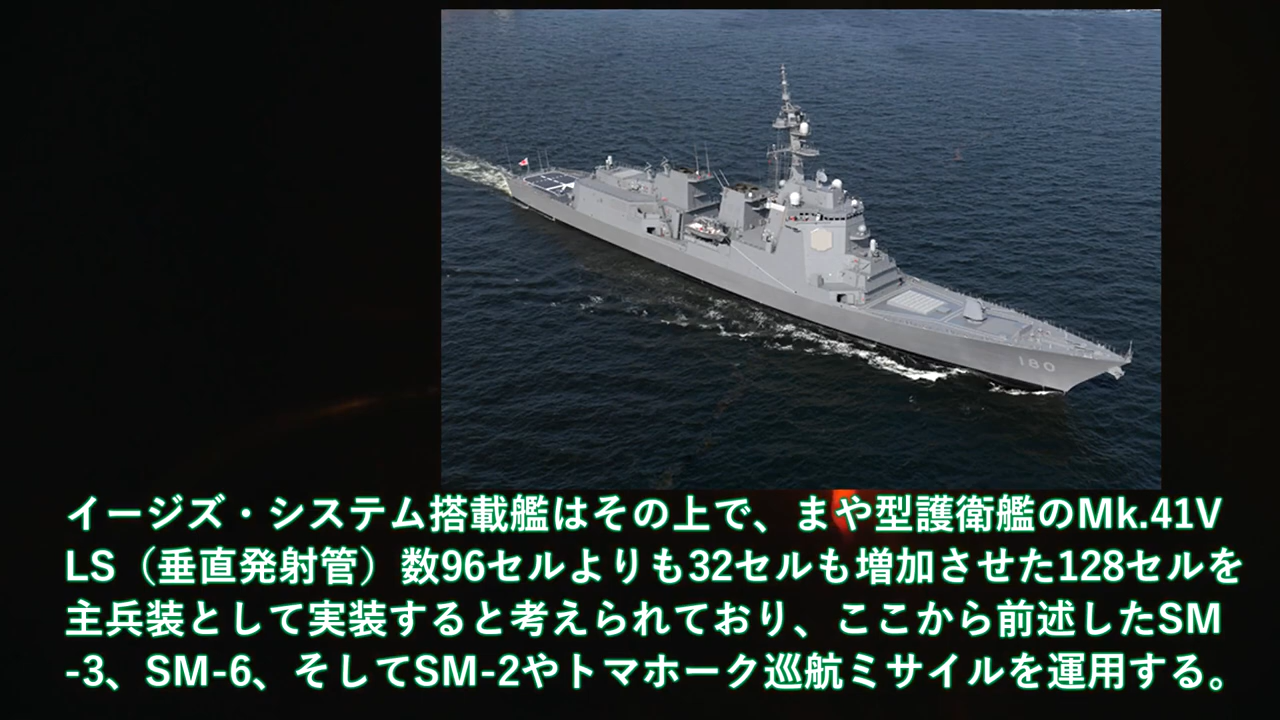 180
イージズ・システム搭載艦はその上で、まや型護衛艦のMk.41V
LS（垂直発射管）数96セルよりも32セルも増加させた128セルを
主兵装として実装すると考えられており、ここから前述したSM
-3、SM-6、そしてSM-2やトマホーク巡航ミサイルを運用する。